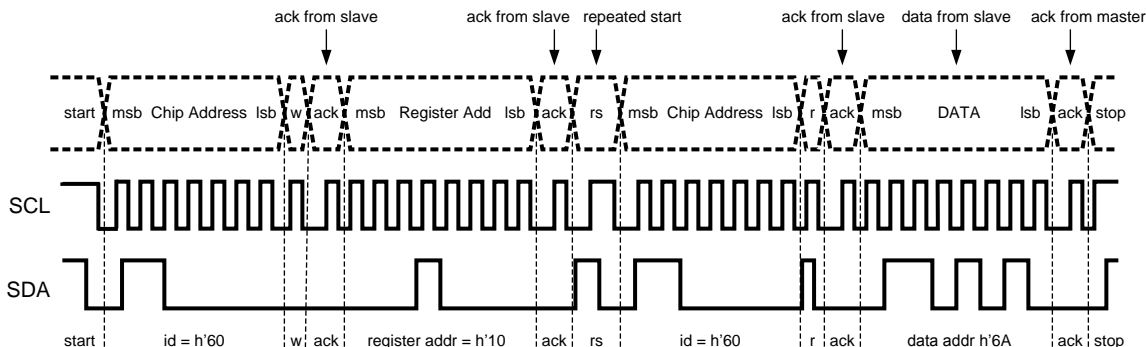 ack from slave ack from slave repeated start ack from slave data from slave ack from master
start msb Chip Address lsb w ack msb Register Add lsb ack rs msb Chip Address lsb r ack msb DATA lsb ack stop
SCL
SDA
start id = h'60 w ack register addr = h'10 ack rs id = h'60 r ack data addr h'6A ack stop